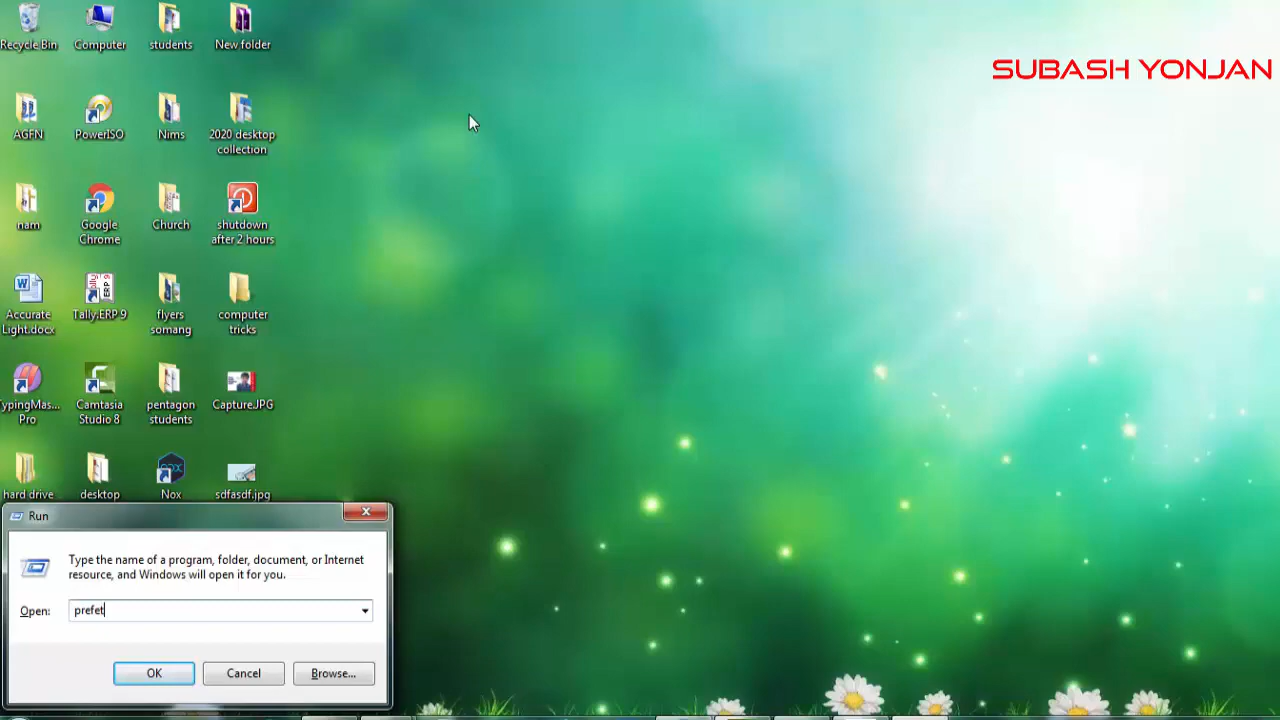 SUBASH YONJAN
Recycle Bin
Computer
students
New folder
AGFN
PowerISO
Nims
2020 desktop
collection
nam
Google
Chrome
Church
shutdown
after 2 hours
Accurate
Light.docx
Tally.ERP 9
flyers
somang
computer
tricks
TypingMas...
Pro
Camtasia
Studio 8
pentagon
students
Capture.JPG
hard drive
desktop
Nox
sdfasdf.jpg
Run
Type the name of a program, folder, document, or Internet
resource, and Windows will open it for you.
Open: prefet
OK
Cancel
Browse...